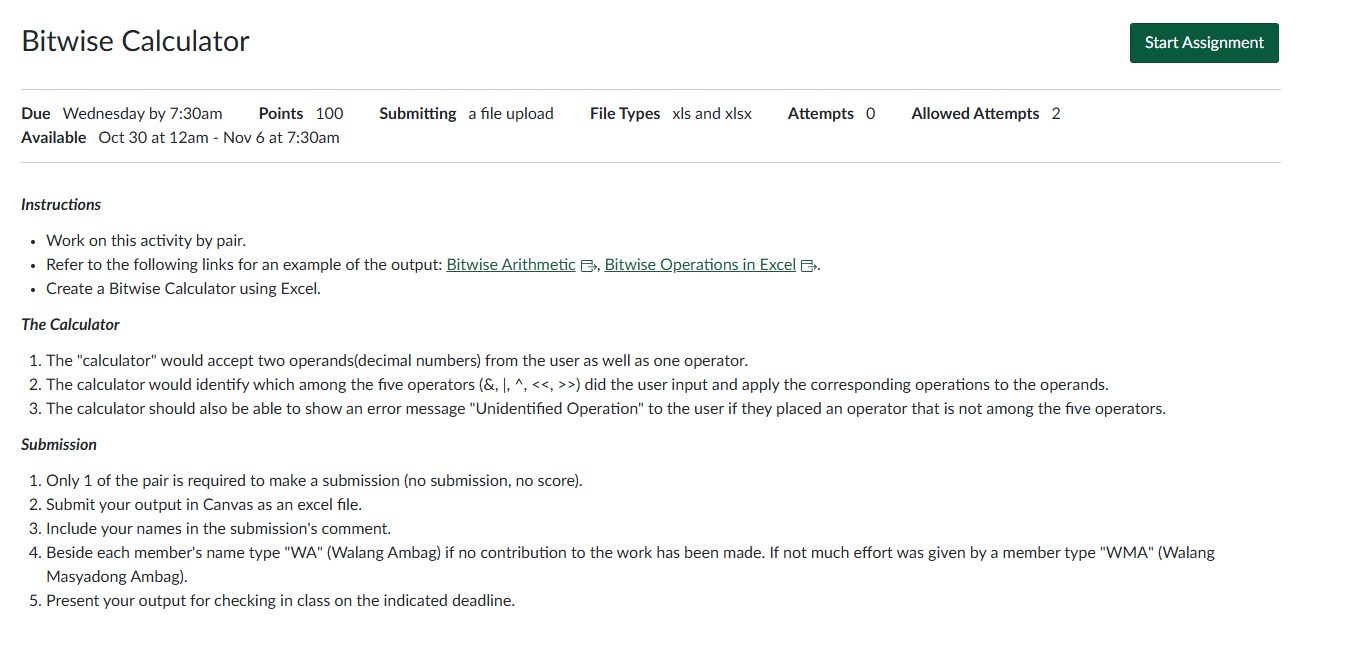 Bitwise Calculator
Start Assignment
Due Wednesday by 7:30am Points 100 Submitting a file upload File Types xls and xlsx Attempts 0 Allowed Attempts 2
Available Oct 30 at 12am - Nov 6 at 7:30am
Instructions
• Work on this activity by pair.
• Refer to the following links for an example of the output: Bitwise Arithmetic, Bitwise Operations in Excel.
• Create a Bitwise Calculator using Excel.
The Calculator
1. The "calculator" would accept two operands(decimal numbers) from the user as well as one operator.
2. The calculator would identify which among the five operators (&, |, ^, <<, >>) did the user input and apply the corresponding operations to the operands.
3. The calculator should also be able to show an error message "Unidentified Operation" to the user if they placed an operator that is not among the five operators.
Submission
1. Only 1 of the pair is required to make a submission (no submission, no score).
2. Submit your output in Canvas as an excel file.
3. Include your names in the submission's comment.
4. Beside each member's name type "WA" (Walang Ambag) if no contribution to the work has been made. If not much effort was given by a member type "WMA" (Walang
Masyadong Ambag).
5. Present your output for checking in class on the indicated deadline.